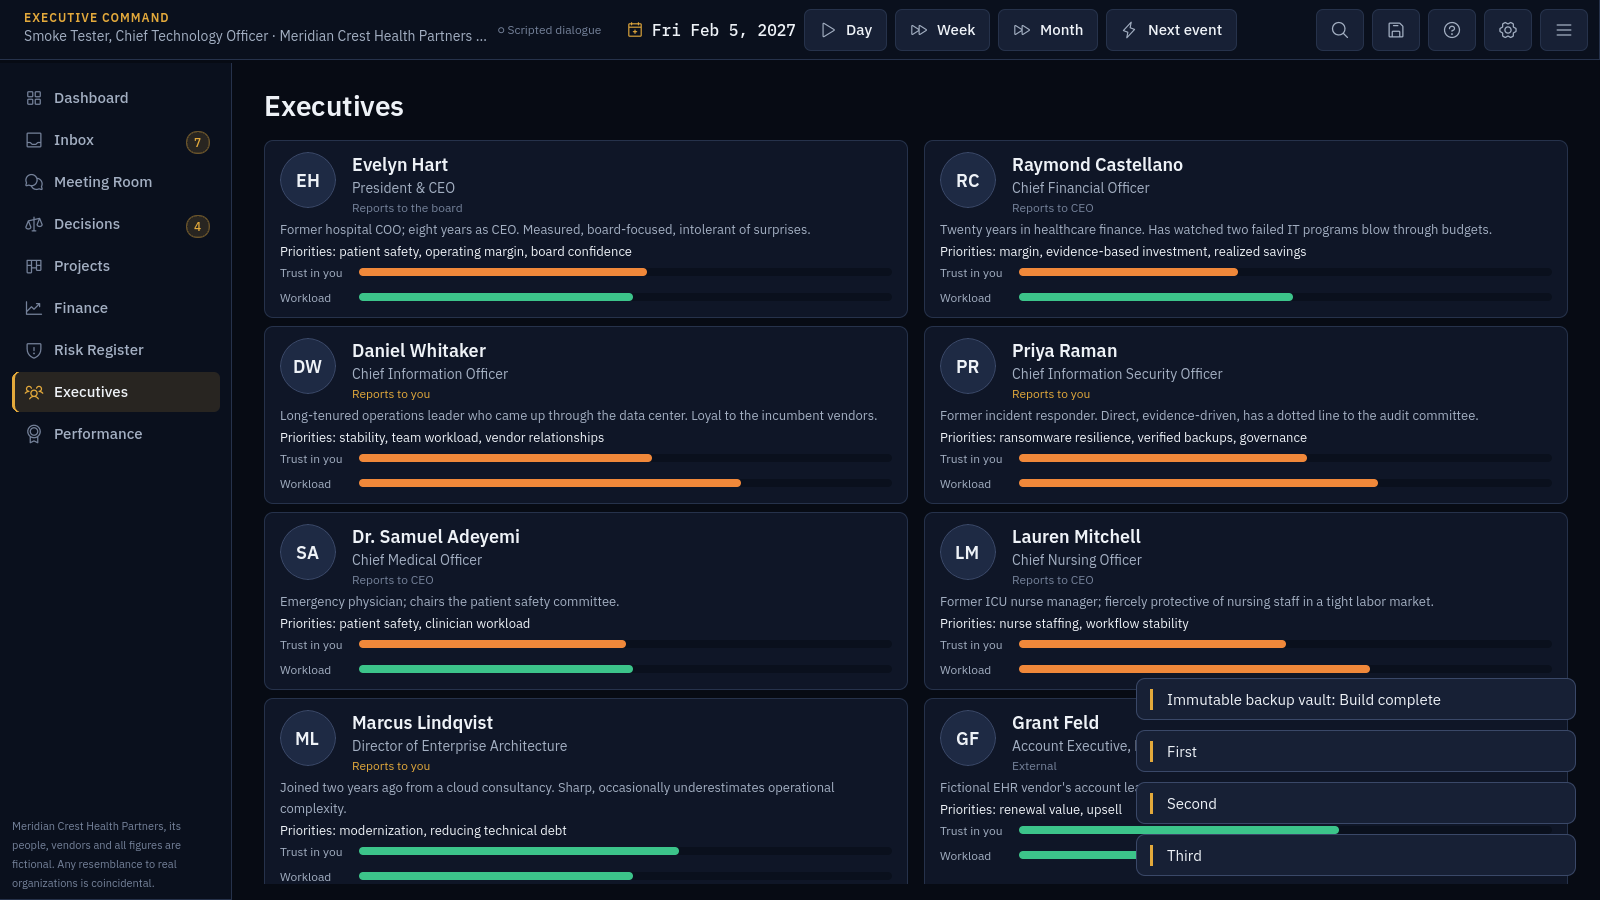 EXECUTIVE COMMAND
Smoke Tester, Chief Technology Officer · Meridian Crest Health Partners ...
Scripted dialogue
Fri Feb 5, 2027
Day
Week
Month
Next event
Dashboard
Inbox
7
Meeting Room
Decisions
4
Projects
Finance
Risk Register
Executives
Performance
Meridian Crest Health Partners, its
people, vendors and all figures are
fictional. Any resemblance to real
organizations is coincidental.
Executives
EH
Evelyn Hart
President & CEO
Reports to the board
Former hospital COO; eight years as CEO. Measured, board-focused, intolerant of surprises.
Priorities: patient safety, operating margin, board confidence
Trust in you
Workload
RC
Raymond Castellano
Chief Financial Officer
Reports to CEO
Twenty years in healthcare finance. Has watched two failed IT programs blow through budgets.
Priorities: margin, evidence-based investment, realized savings
Trust in you
Workload
DW
Daniel Whitaker
Chief Information Officer
Reports to you
Long-tenured operations leader who came up through the data center. Loyal to the incumbent vendors.
Priorities: stability, team workload, vendor relationships
Trust in you
Workload
PR
Priya Raman
Chief Information Security Officer
Reports to you
Former incident responder. Direct, evidence-driven, has a dotted line to the audit committee.
Priorities: ransomware resilience, verified backups, governance
Trust in you
Workload
SA
Dr. Samuel Adeyemi
Chief Medical Officer
Reports to CEO
Emergency physician; chairs the patient safety committee.
Priorities: patient safety, clinician workload
Trust in you
Workload
LM
Lauren Mitchell
Chief Nursing Officer
Reports to CEO
Former ICU nurse manager; fiercely protective of nursing staff in a tight labor market.
Priorities: nurse staffing, workflow stability
Trust in you
Workload
ML
Marcus Lindqvist
Director of Enterprise Architecture
Reports to you
Joined two years ago from a cloud consultancy. Sharp, occasionally underestimates operational
complexity.
Priorities: modernization, reducing technical debt
Trust in you
Workload
GF
Grant Feld
Account Executive,
External
Fictional EHR vendor's account
Priorities: renewal value, upsell
Trust in you
Workload
Immutable backup vault: Build complete
First
Second
Third